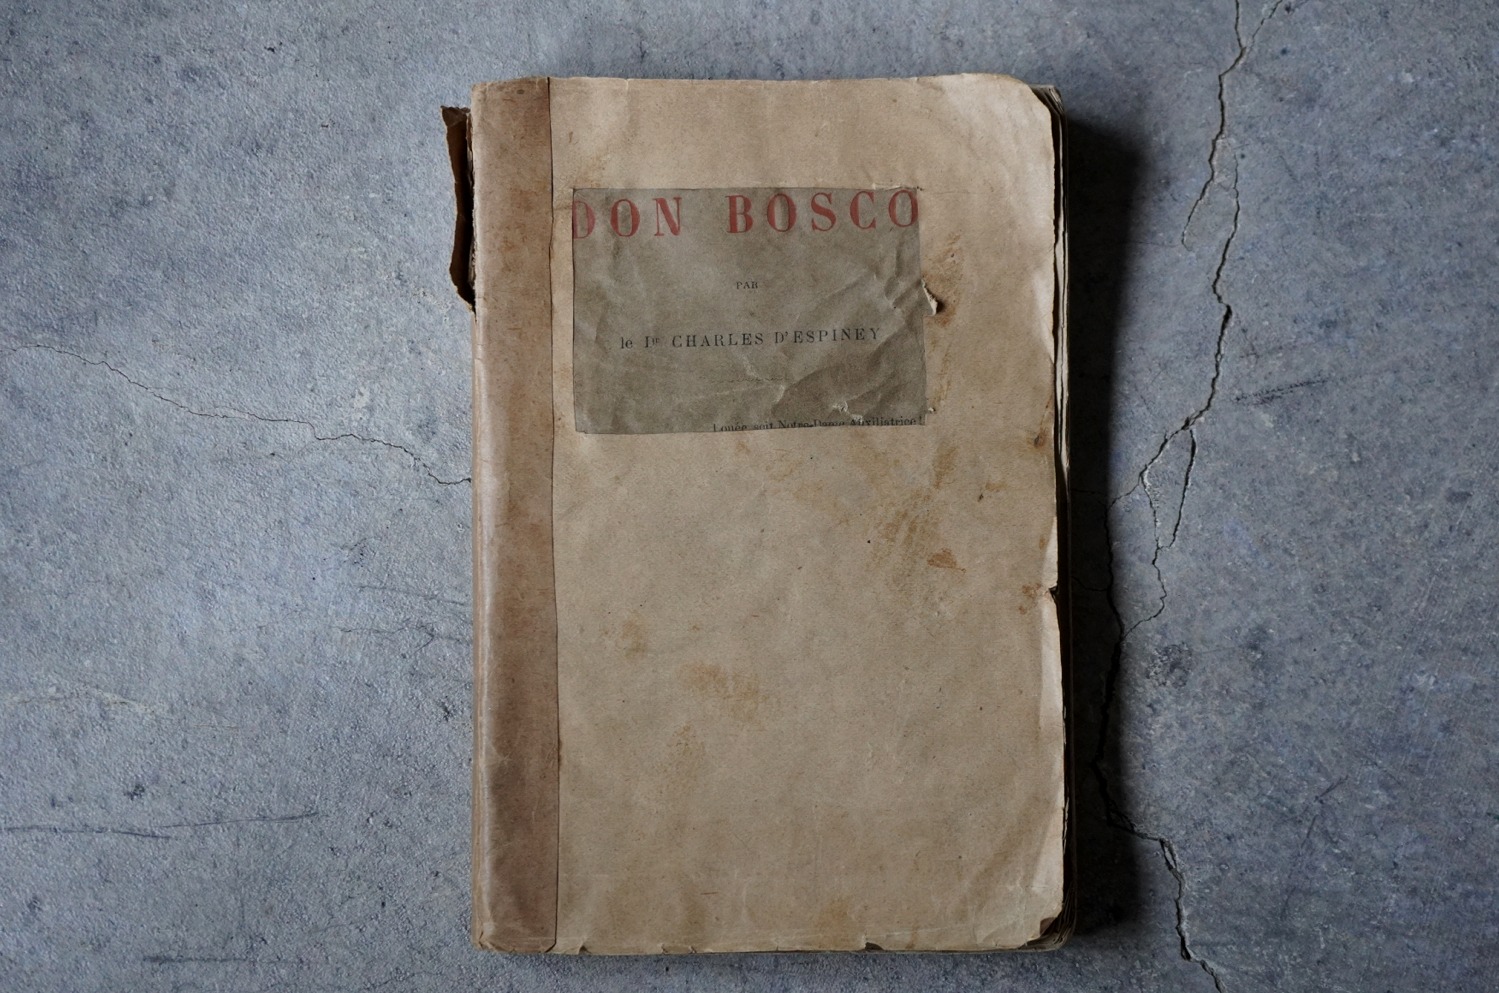 DON BOSCO
PAR
le Dr CHARLES D'ESPINEY
Louée soit Notre-Dame Auxiliatrice!